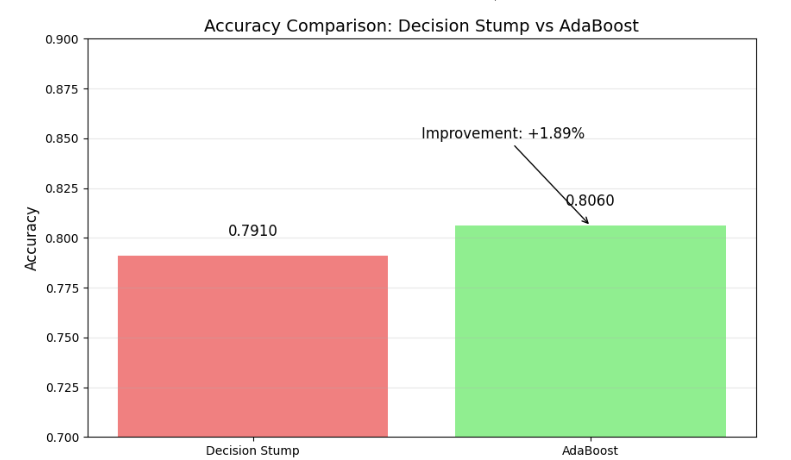 Accuracy Comparison: Decision Stump vs AdaBoost
0.900
0.875
0.850
0.825
0.800
0.775
0.750
0.725
0.700
Accuracy
Improvement: +1.89%
0.7910
0.8060
Decision Stump
AdaBoost